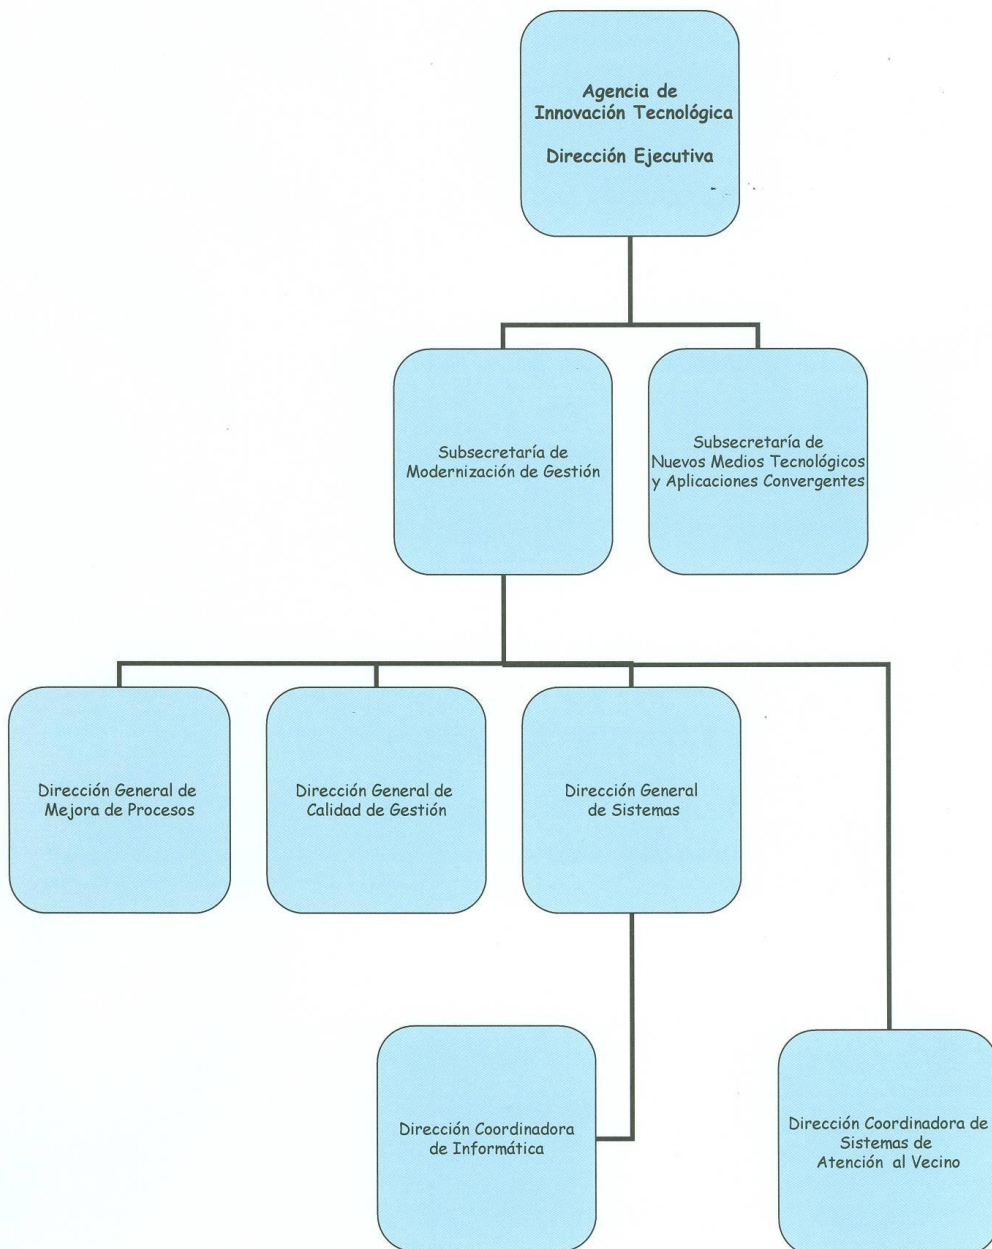 Agencia de
Innovación Tecnológica
Dirección Ejecutiva
Subsecretaría de
Modernización de Gestión
Subsecretaría de
Nuevos Medios Tecnológicos
y Aplicaciones Convergentes
Dirección General de
Mejora de Procesos
Dirección General de
Calidad de Gestión
Dirección General
de Sistemas
Dirección Coordinadora
de Informática
Dirección Coordinadora de
Sistemas de
Atención al Vecino